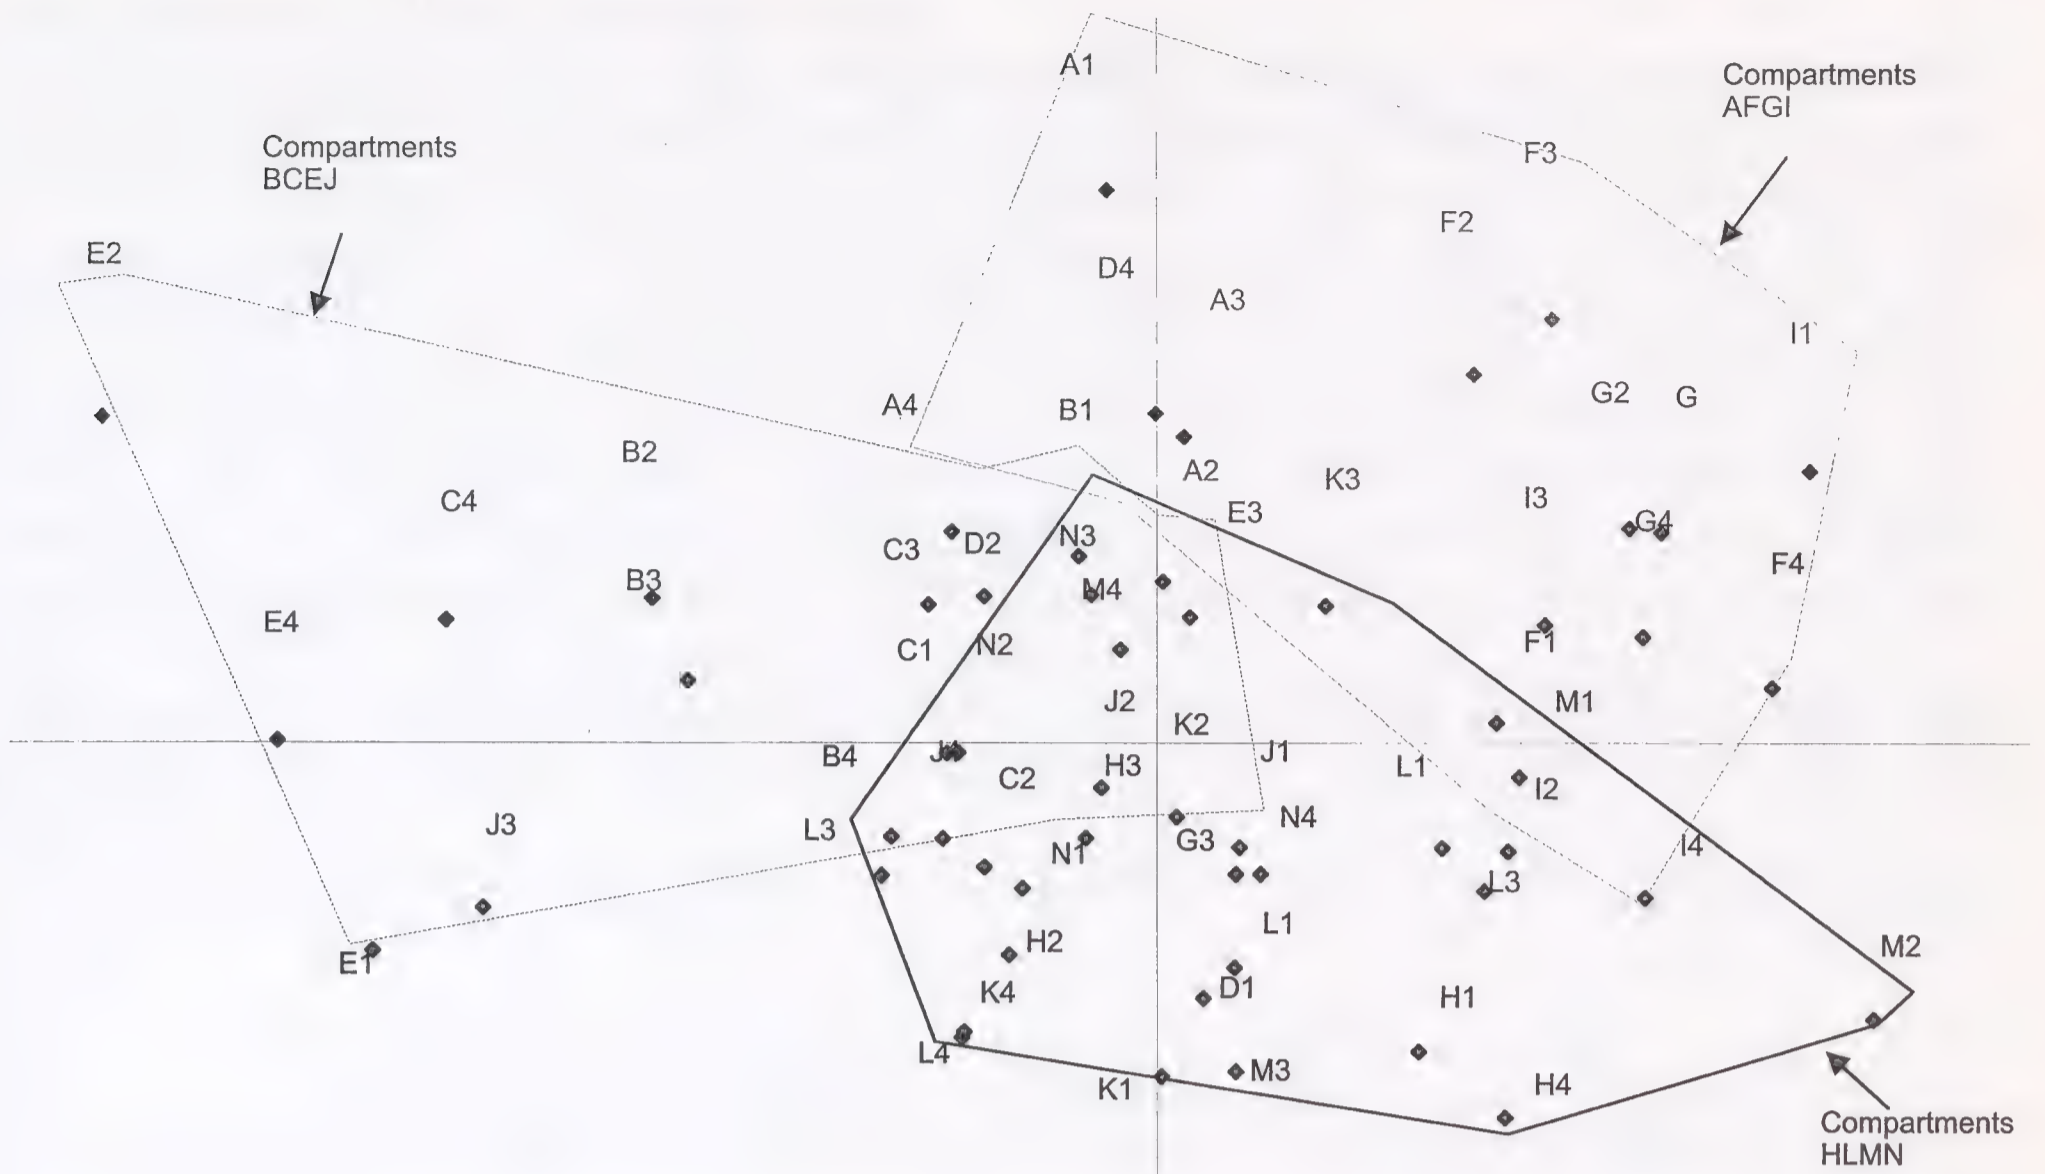 A1
Compartments
AFGI
Compartments
BCEJ
F3
F2
E2
D4
A3
I1
G2
G
A4
B1
B2
A2
K3
C4
I3
E3
G4
N3
D2
C3
F4
B3
M4
E4
F1
N2
C1
J2
M1
K2
B4
H3
J1
L1
C2
I2
N4
J3
L3
G3
I4
N1
L3
L1
H2
M2
E1
D1
K4
H1
L4
M3
K1
H4
Compartments
HLMN